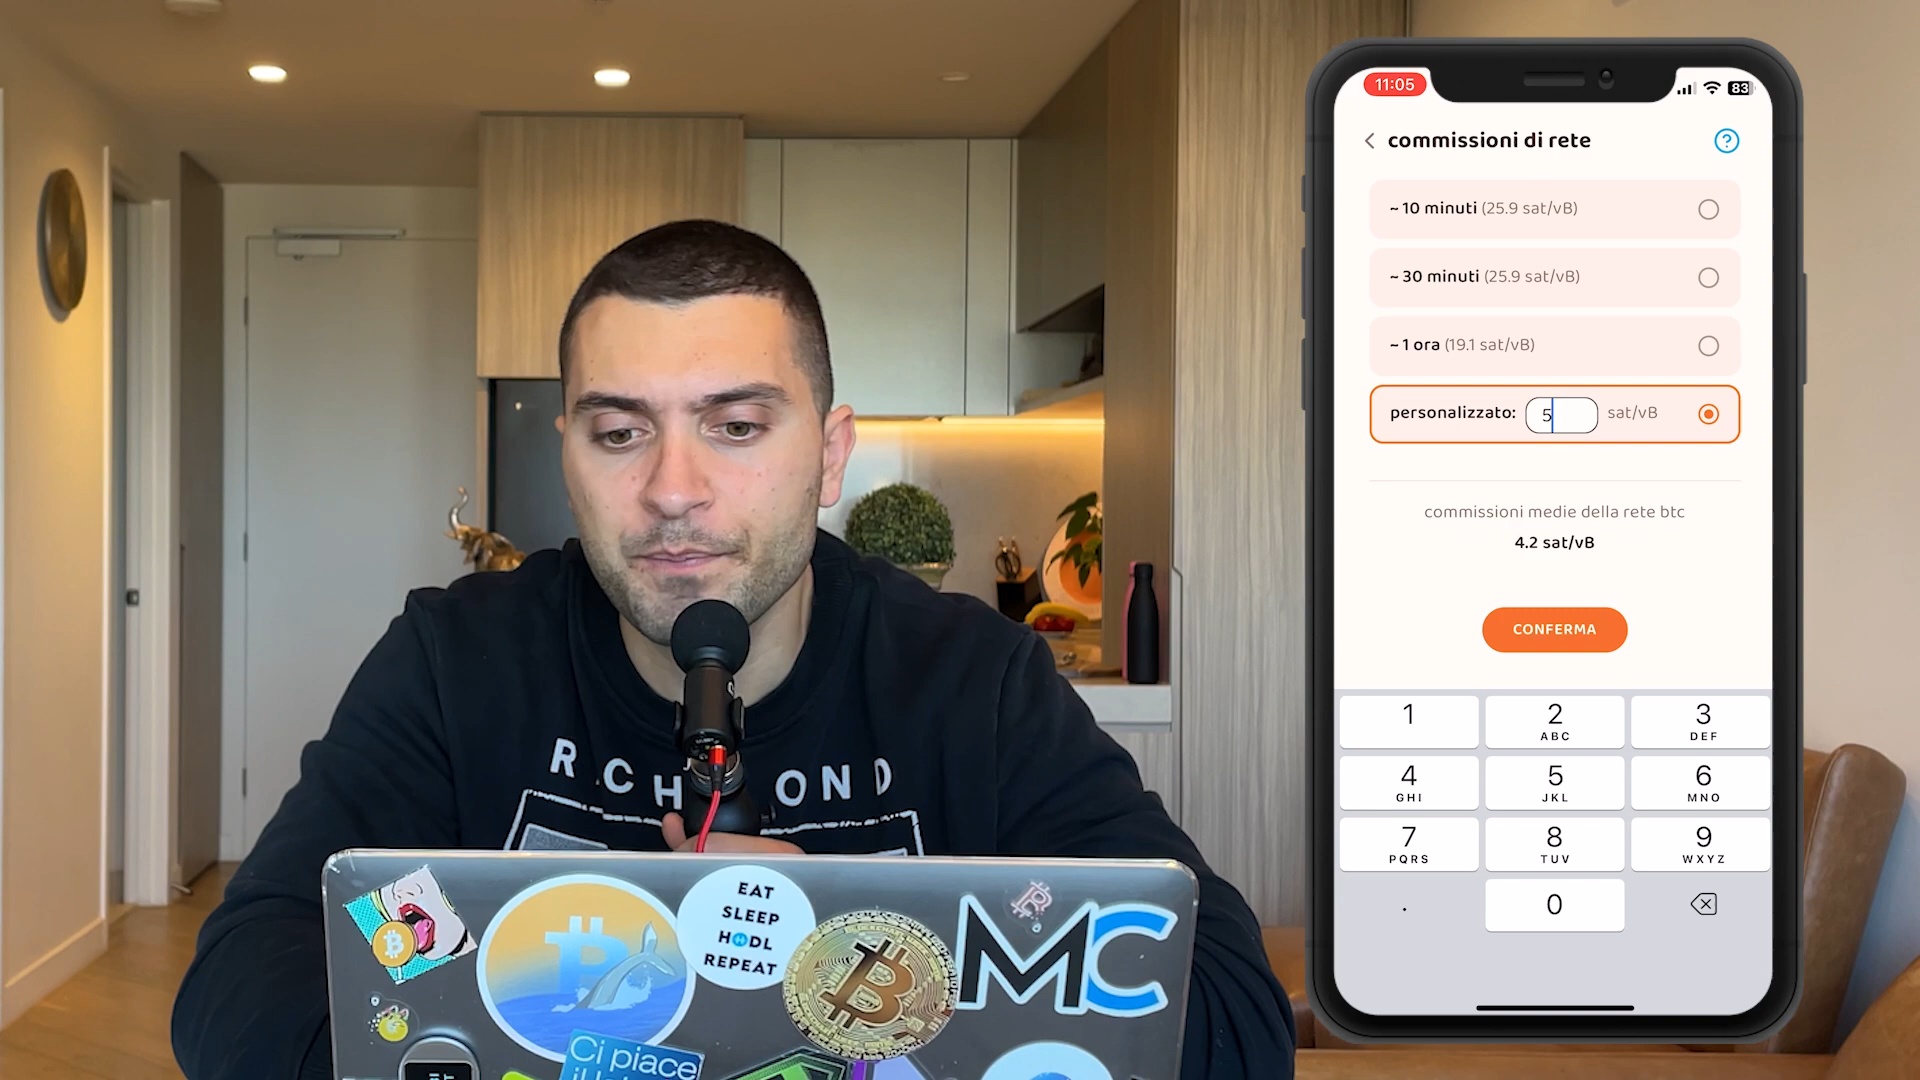 11:05
83
commissioni di rete
?
~ 10 minuti (25.9 sat/vB)
~ 30 minuti (25.9 sat/vB)
~ 1 ora (19.1 sat/vB)
personalizzato: 5 sat/vB
commissioni medie della rete btc
4.2 sat/vB
CONFERMA
1
2
ABC
3
DEF
4
GHI
5
JKL
6
MNO
7
PQRS
8
TUV
9
WXYZ
.
0
EAT
SLEEP
HODL
REPEAT
MC
Ci piace